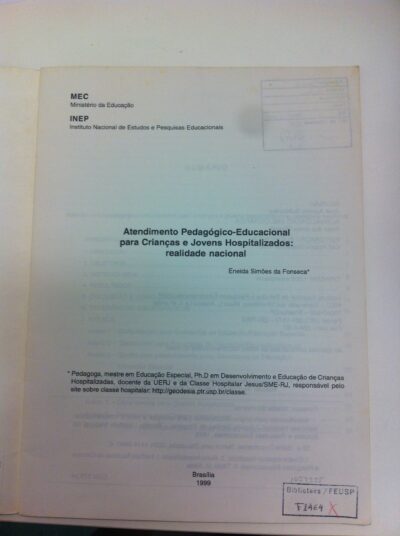 MEC
Ministério da Educação
INEP
Instituto Nacional de Estudos e Pesquisas Educacionais
Atendimento Pedagógico-Educacional
para Crianças e Jovens Hospitalizados:
realidade nacional
Eneida Simões da Fonseca*
* Pedagoga, mestre em Educação Especial, Ph.D em Desenvolvimento e Educação de Crianças
Hospitalizadas, docente da UERJ e da Classe Hospitalar Jesus/SME-RJ, responsável pelo
site sobre classe hospitalar: http://geodesia.ptr.usp.br/classe.
Brasília
1999
Biblioteca /FEUSP